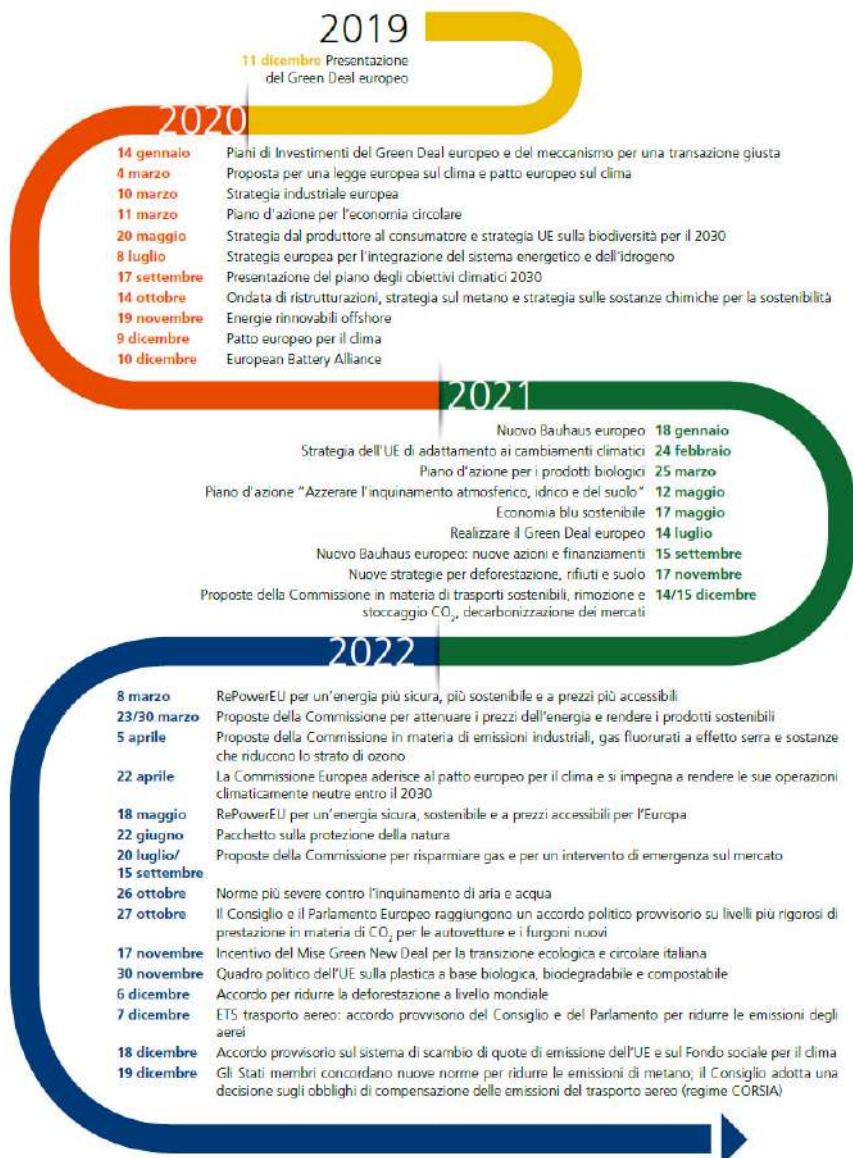 2019
11 dicembre Presentazione
del Green Deal europeo
2020
14 gennaio Piani di Investimenti del Green Deal europeo e del meccanismo per una transazione giusta
4 marzo Proposta per una legge europea sul clima e patto europeo sul clima
10 marzo Strategia industriale europea
11 marzo Piano d'azione per l'economia circolare
20 maggio Strategia dal produttore al consumatore e strategia UE sulla biodiversità per il 2030
8 luglio Strategia europea per l'integrazione del sistema energetico e dell'idrogeno
17 settembre Presentazione del piano degli obiettivi climatici 2030
14 ottobre Ondata di ristrutturazioni, strategia sul metano e strategia sulle sostanze chimiche per la sostenibilità
19 novembre Energie rinnovabili offshore
9 dicembre Patto europeo per il clima
10 dicembre European Battery Alliance
2021
Nuovo Bauhaus europeo 18 gennaio
Strategia dell'UE di adattamento ai cambiamenti climatici 24 febbraio
Piano d'azione per i prodotti biologici 25 marzo
Piano d'azione "Azzerare l'inquinamento atmosferico, idrico e del suolo" 12 maggio
Economia blu sostenibile 17 maggio
Realizzare il Green Deal europeo 14 luglio
Nuovo Bauhaus europeo: nuove azioni e finanziamenti 15 settembre
Nuove strategie per deforestazione, rifiuti e suolo 17 novembre
Proposte della Commissione in materia di trasporti sostenibili, rimozione e 14/15 dicembre
stoccaggio CO₂, decarbonizzazione dei mercati
2022
8 marzo RePowerEU per un'energia più sicura, più sostenibile e a prezzi più accessibili
23/30 marzo Proposte della Commissione per attenuare i prezzi dell'energia e rendere i prodotti sostenibili
5 aprile Proposte della Commissione in materia di emissioni industriali, gas fluorurati a effetto serra e sostanze
che riducono lo strato di ozono
22 aprile La Commissione Europea aderisce al patto europeo per il clima e si impegna a rendere le sue operazioni
climaticamente neutre entro il 2030
18 maggio RePowerEU per un'energia sicura, sostenibile e a prezzi accessibili per l'Europa
22 giugno Pacchetto sulla protezione della natura
20 luglio/ Proposte della Commissione per risparmiare gas e per un intervento di emergenza sul mercato
15 settembre
26 ottobre Norme più severe contro l'inquinamento di aria e acqua
27 ottobre Il Consiglio e il Parlamento Europeo raggiungono un accordo politico provvisorio su livelli più rigorosi di
prestazione in materia di CO₂ per le autovetture e i furgoni nuovi
17 novembre Incentivo del Mise Green New Deal per la transizione ecologica e circolare italiana
30 novembre Quadro politico dell'UE sulla plastica a base biologica, biodegradabile e compostabile
6 dicembre Accordo per ridurre la deforestazione a livello mondiale
7 dicembre ETS trasporto aereo: accordo provvisorio del Consiglio e del Parlamento per ridurre le emissioni degli
aerei
18 dicembre Accordo provvisorio sul sistema di scambio di quote di emissione dell'UE e sul Fondo sociale per il clima
19 dicembre Gli Stati membri concordano nuove norme per ridurre le emissioni di metano; il Consiglio adotta una
decisione sugli obblighi di compensazione delle emissioni del trasporto aereo (regime CORSIA)